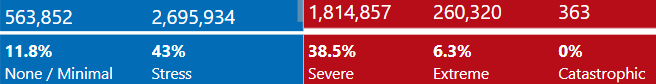 563,852 2,695,934 1,814,857 260,320 363
11.8% 43% 38.5% 6.3% 0%
None / Minimal Stress Severe Extreme Catastrophic